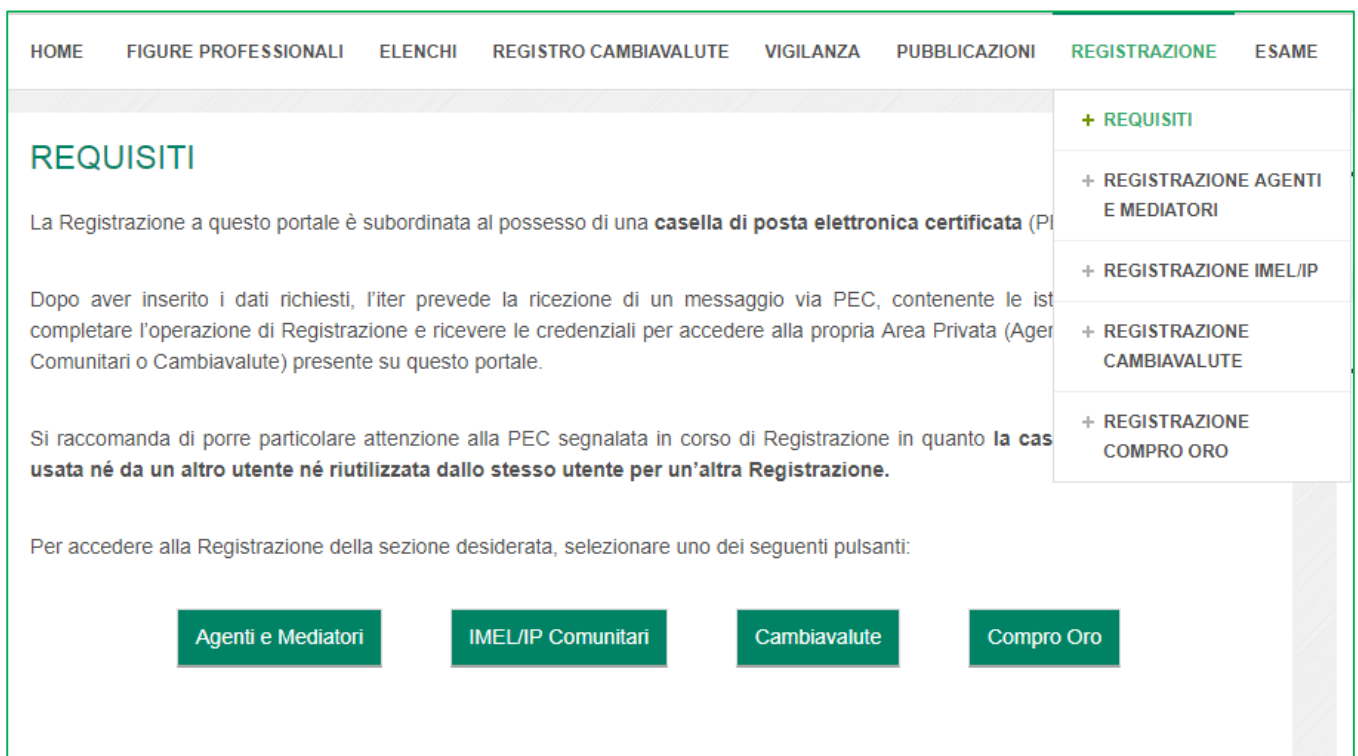 HOME FIGURE PROFESSIONALI ELENCHI REGISTRO CAMBIAVALUTE VIGILANZA PUBBLICAZIONI REGISTRAZIONE ESAME
+ REQUISITI
+ REGISTRAZIONE AGENTI
E MEDIATORI
+ REGISTRAZIONE IMEL/IP
+ REGISTRAZIONE
CAMBIAVALUTE
+ REGISTRAZIONE
COMPRO ORO
REQUISITI
La Registrazione a questo portale è subordinata al possesso di una casella di posta elettronica certificata
Dopo aver inserito i dati richiesti, l'iter prevede la ricezione di un messaggio via PEC, contenente le
completare l'operazione di Registrazione e ricevere le credenziali per accedere alla propria Area Privata
Comunitari o Cambiavalute) presente su questo portale.
Si raccomanda di porre particolare attenzione alla PEC segnalata in corso di Registrazione in quanto la
usata né da un altro utente né riutilizzata dallo stesso utente per un'altra Registrazione.
Per accedere alla Registrazione della sezione desiderata, selezionare uno dei seguenti pulsanti:
Agenti e Mediatori IMEL/IP Comunitari Cambiavalute Compro Oro